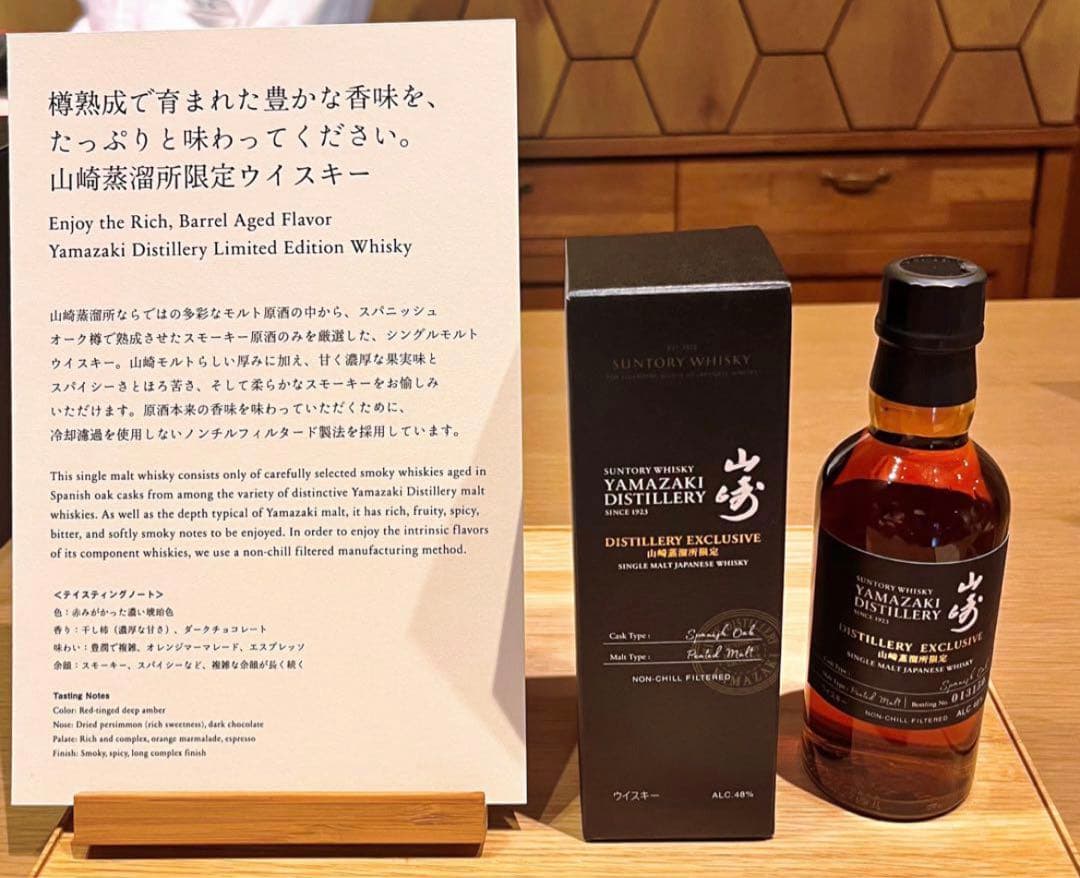 樽熟成で育まれた豊かな香味を、
たっぷりと味わってください。
山崎蒸溜所限定ウイスキー
Enjoy the Rich, Barrel Aged Flavor
Yamazaki Distillery Limited Edition Whisky
山崎蒸溜所ならではの多彩なモルト原酒の中から、スパニッシュ
オーク樽で熟成させたスモーキー原酒のみを厳選した、シングルモルト
ウイスキー。山崎モルトらしい厚みに加え、甘く濃厚な果実味と
スパイシーさとほろ苦さ、そして柔らかなスモーキーをお愉しみ
いただけます。原酒本来の香味を味わっていただくために、
冷却濾過を使用しないノンチルフィルタード製法を採用しています。
This single malt whisky consists only of carefully selected smoky whiskies aged in
Spanish oak casks from among the variety of distinctive Yamazaki Distillery malt
whiskies. As well as the depth typical of Yamazaki malt, it has rich, fruity, spicy,
bitter, and softly smoky notes to be enjoyed. In order to enjoy the intrinsic flavors
of its component whiskies, we use a non-chill filtered manufacturing method.
＜テイスティングノート＞
色：赤みがかった濃い琥珀色
香り：干し柿（濃厚な甘さ）、ダークチョコレート
味わい：豊潤で複雑、オレンジマーマレード、エスプレッソ
余韻：スモーキー、スパイシーなど、複雑な余韻が長く続く
Tasting Notes
Color: Red-tinged deep amber
Nose: Dried persimmon (rich sweetness), dark chocolate
Palate: Rich and complex, orange marmalade, espresso
Finish: Smoky, spicy, long complex finish
SUNTORY WHISKY
SUNTORY WHISKY
YAMAZAKI
DISTILLERY
SINCE 1923
山崎
DISTILLERY EXCLUSIVE
山崎蒸溜所限定
SINGLE MALT JAPANESE WHISKY
Cask Type: Spanish Oak
Malt Type: Peated Malt
NON-CHILL FILTERED
ウイスキー ALC.48%
SUNTORY WHISKY
YAMAZAKI
DISTILLERY
SINCE 1923
山崎
DISTILLERY EXCLUSIVE
山崎蒸溜所限定
SINGLE MALT JAPANESE WHISKY
Cask Type: Spanish Oak
Malt Type: Peated Malt Bottling No.
ウイスキー NON-CHILL FILTERED ALC.48%